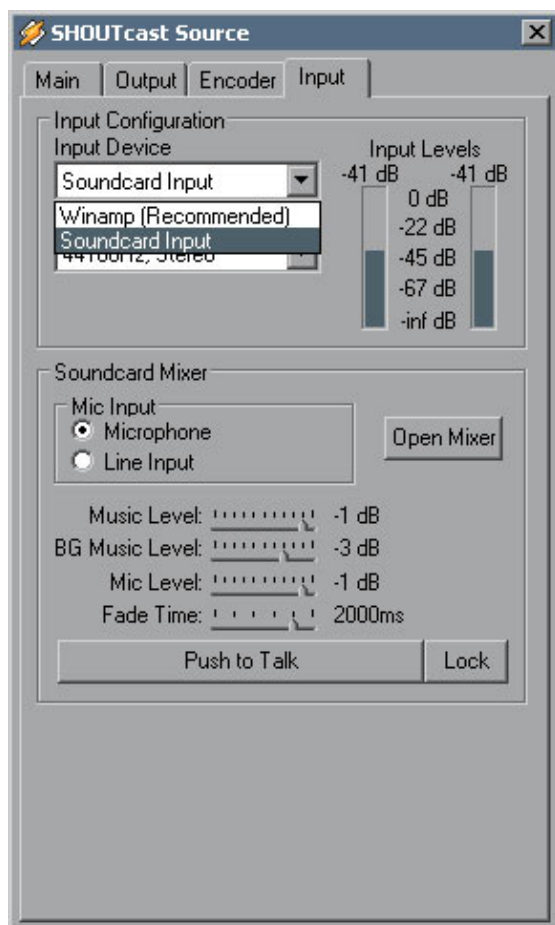 SHOUTcast Source
Main Output Encoder Input
Input Configuration
Input Device
Soundcard Input
Winamp (Recommended)
Soundcard Input
44100Hz, Stereo
Input Levels
-41 dB -41 dB
0 dB
-22 dB
-45 dB
-67 dB
-inf dB
Soundcard Mixer
Mic Input
Microphone
Line Input
Open Mixer
Music Level: -1 dB
BG Music Level: -3 dB
Mic Level: -1 dB
Fade Time: 2000ms
Push to Talk Lock